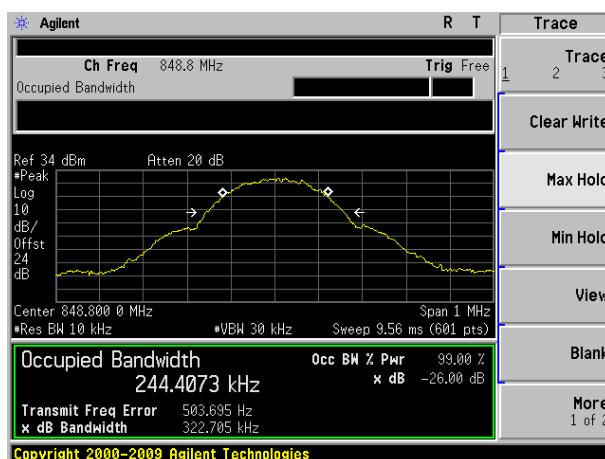 Agilent R T Trace
Ch Freq 848.8 MHz Trig Free
Occupied Bandwidth
Trace
1 2 3
Clear Write
Max Hold
Min Hold
View
Blank
More
1 of 2
Ref 34 dBm Atten 20 dB
#Peak
Log
10
dB/
Offst
24
dB
Center 848.800 0 MHz Span 1 MHz
#Res BW 10 kHz #VBW 30 kHz Sweep 9.56 ms (601 pts)
Occupied Bandwidth Occ BW % Pwr 99.00 %
244.4073 kHz x dB -26.00 dB
Transmit Freq Error 503.695 Hz
x dB Bandwidth 322.705 kHz
Copyright 2000-2009 Agilent Technologies